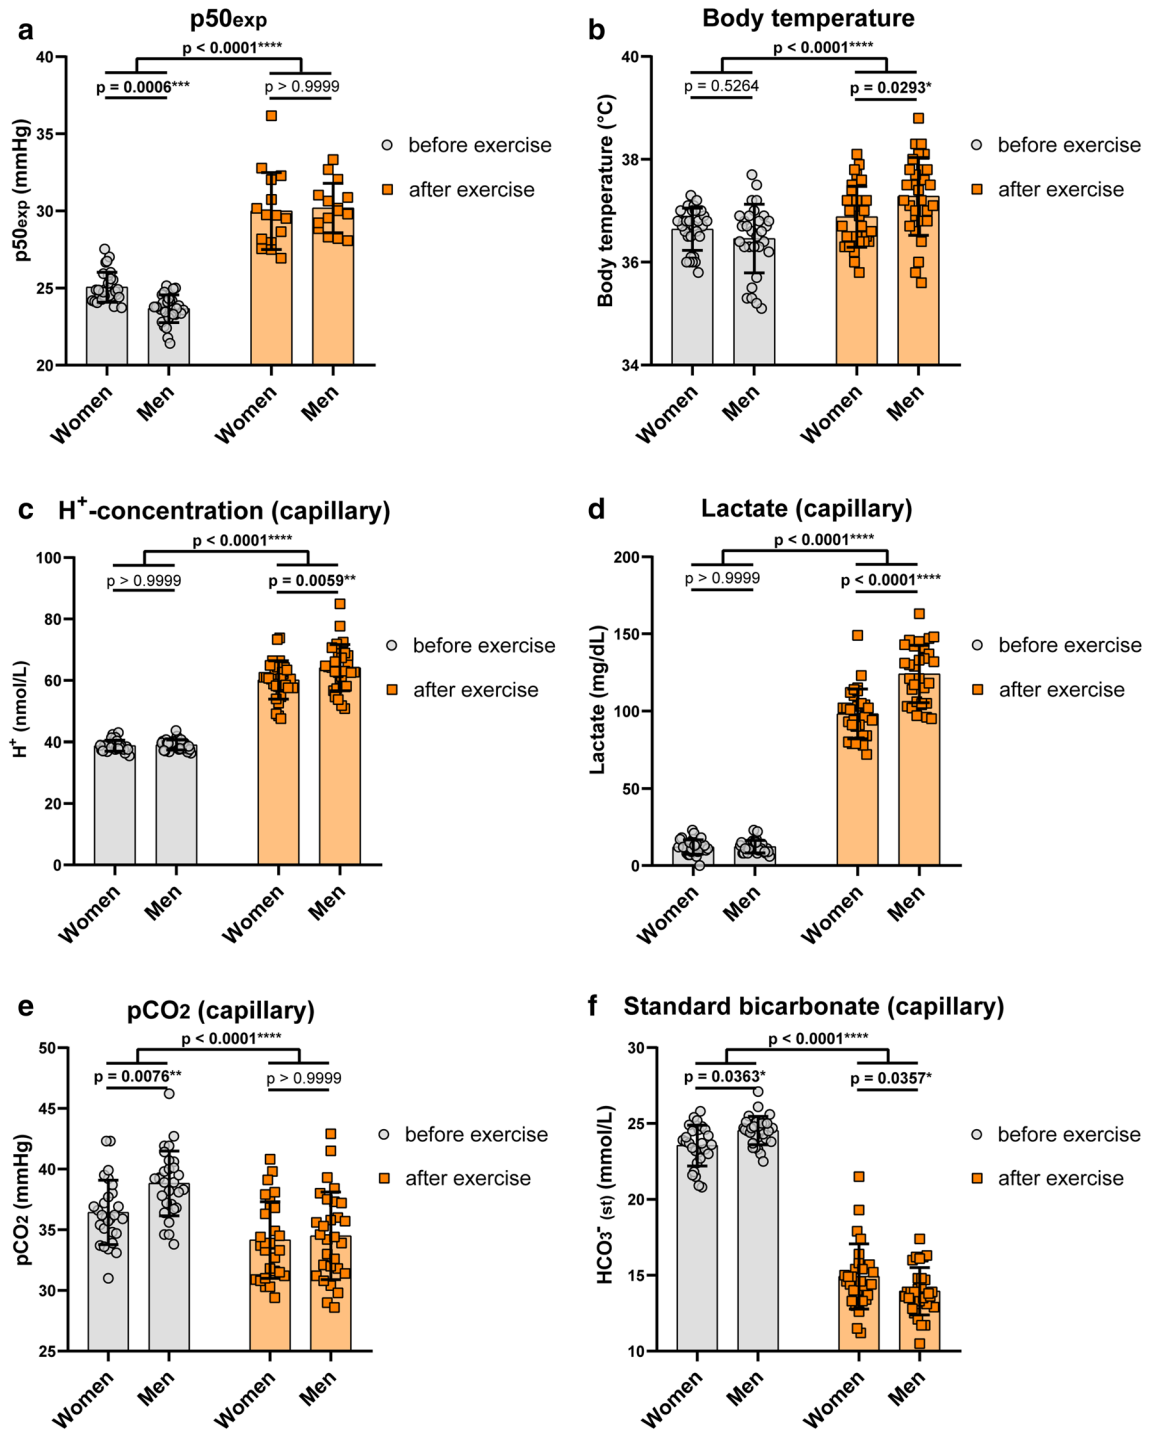 a
p50exp
p < 0.0001****
p = 0.0006***
p > 0.9999
40
35
30
25
20
p50exp (mmHg)
before exercise
after exercise
Women
Men
Women
Men
b
Body temperature
p < 0.0001****
p = 0.5264
p = 0.0293*
40
38
36
34
Body temperature (°C)
before exercise
after exercise
Women
Men
Women
Men
c
H⁺-concentration (capillary)
p < 0.0001****
p > 0.9999
p = 0.0059**
100
80
60
40
20
0
H⁺ (nmol/L)
before exercise
after exercise
Women
Men
Women
Men
d
Lactate (capillary)
p < 0.0001****
p > 0.9999
p < 0.0001****
200
150
100
50
0
Lactate (mg/dL)
before exercise
after exercise
Women
Men
Women
Men
e
pCO2 (capillary)
p < 0.0001****
p = 0.0076**
p > 0.9999
50
45
40
35
30
25
pCO2 (mmHg)
before exercise
after exercise
Women
Men
Women
Men
f
Standard bicarbonate (capillary)
p < 0.0001****
p = 0.0363*
p = 0.0357*
30
25
20
15
10
HCO3⁻ (st) (mmol/L)
before exercise
after exercise
Women
Men
Women
Men